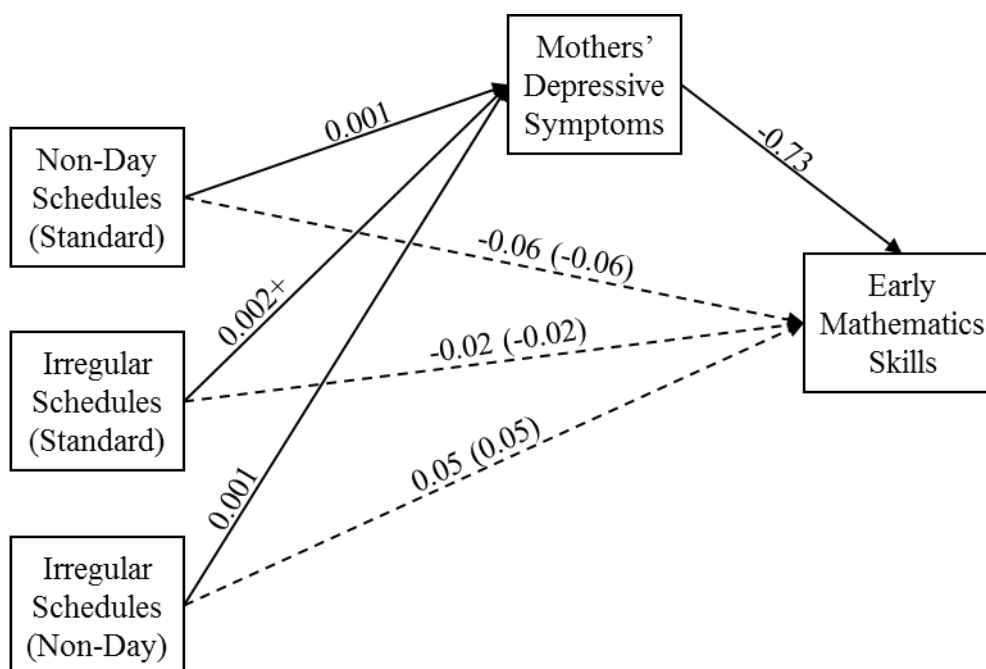 Mothers’
Depressive
Symptoms
0.001
-0.73
Non-Day
Schedules
(Standard)
-0.06 (-0.06)
Early
Mathematics
Skills
0.002+
-0.02 (-0.02)
Irregular
Schedules
(Standard)
0.05 (0.05)
0.001
Irregular
Schedules
(Non-Day)